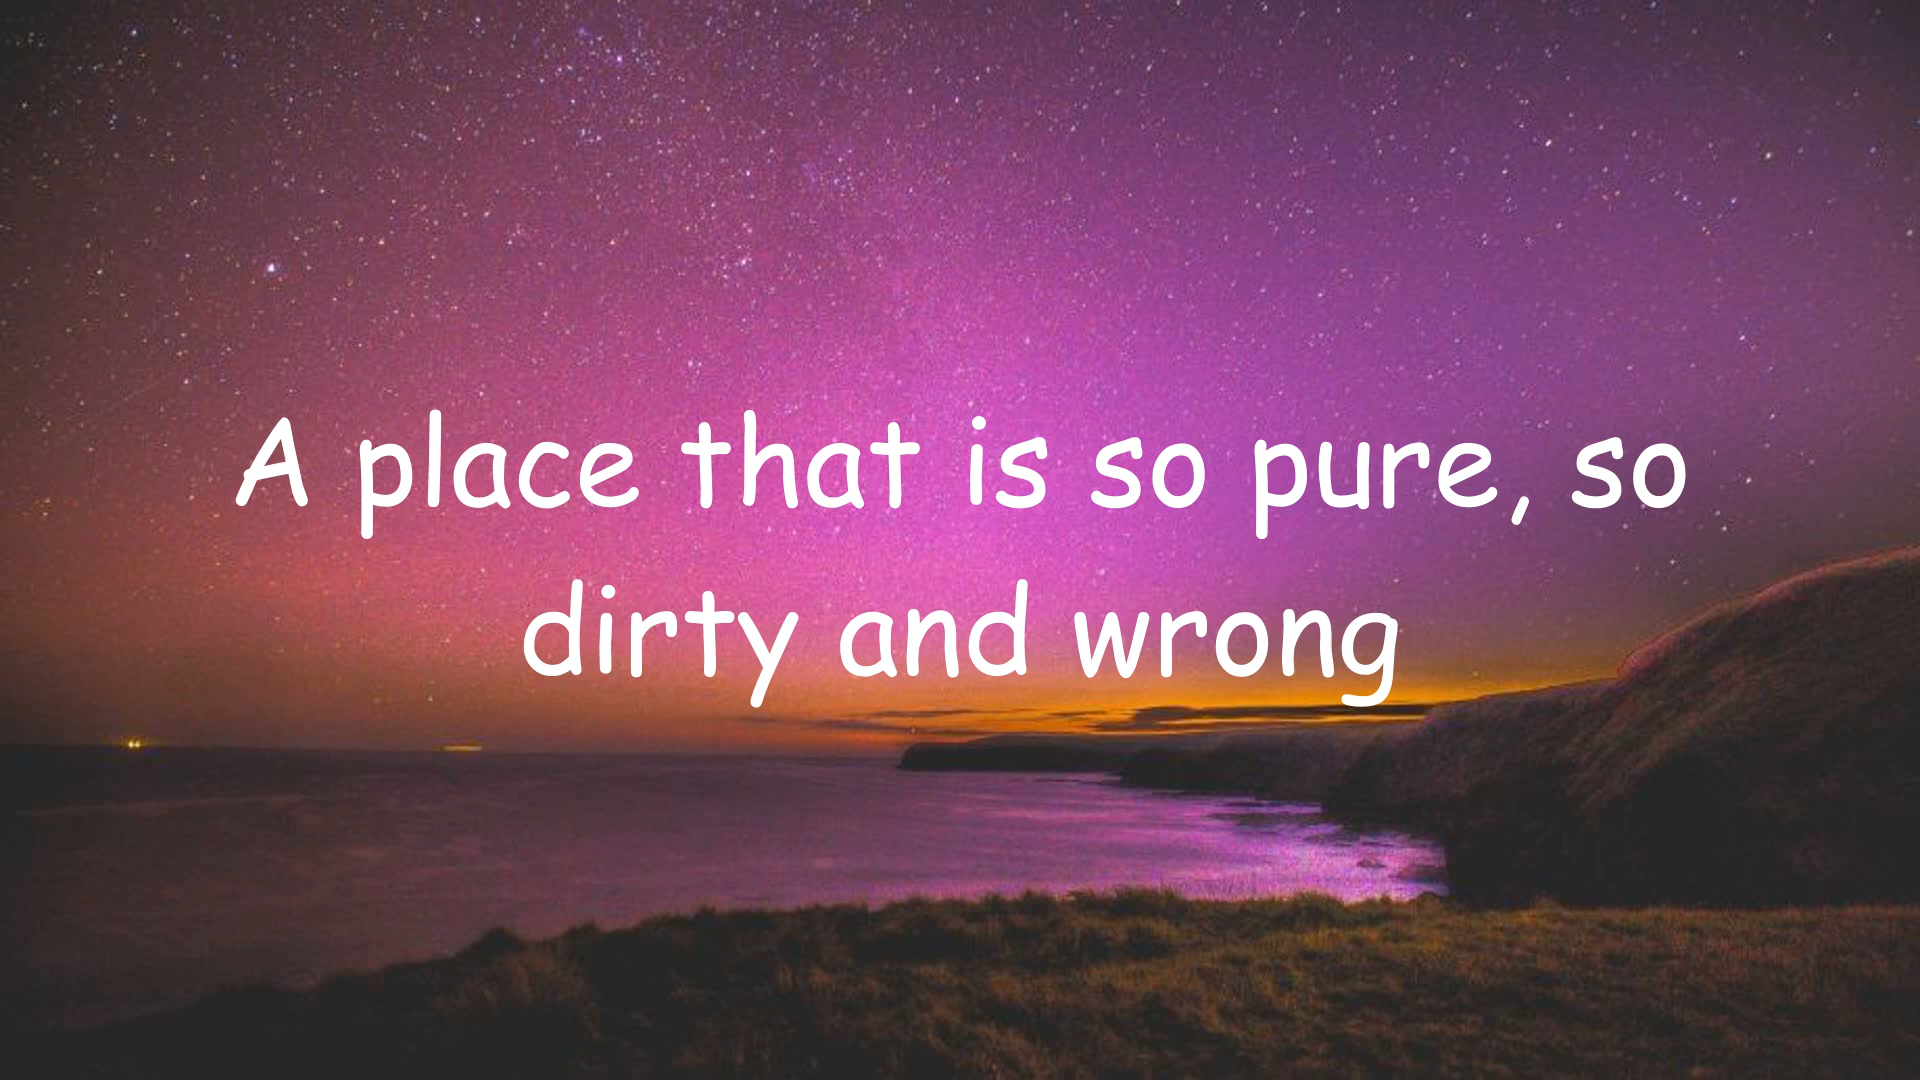 A place that is so pure, so
dirty and wrong